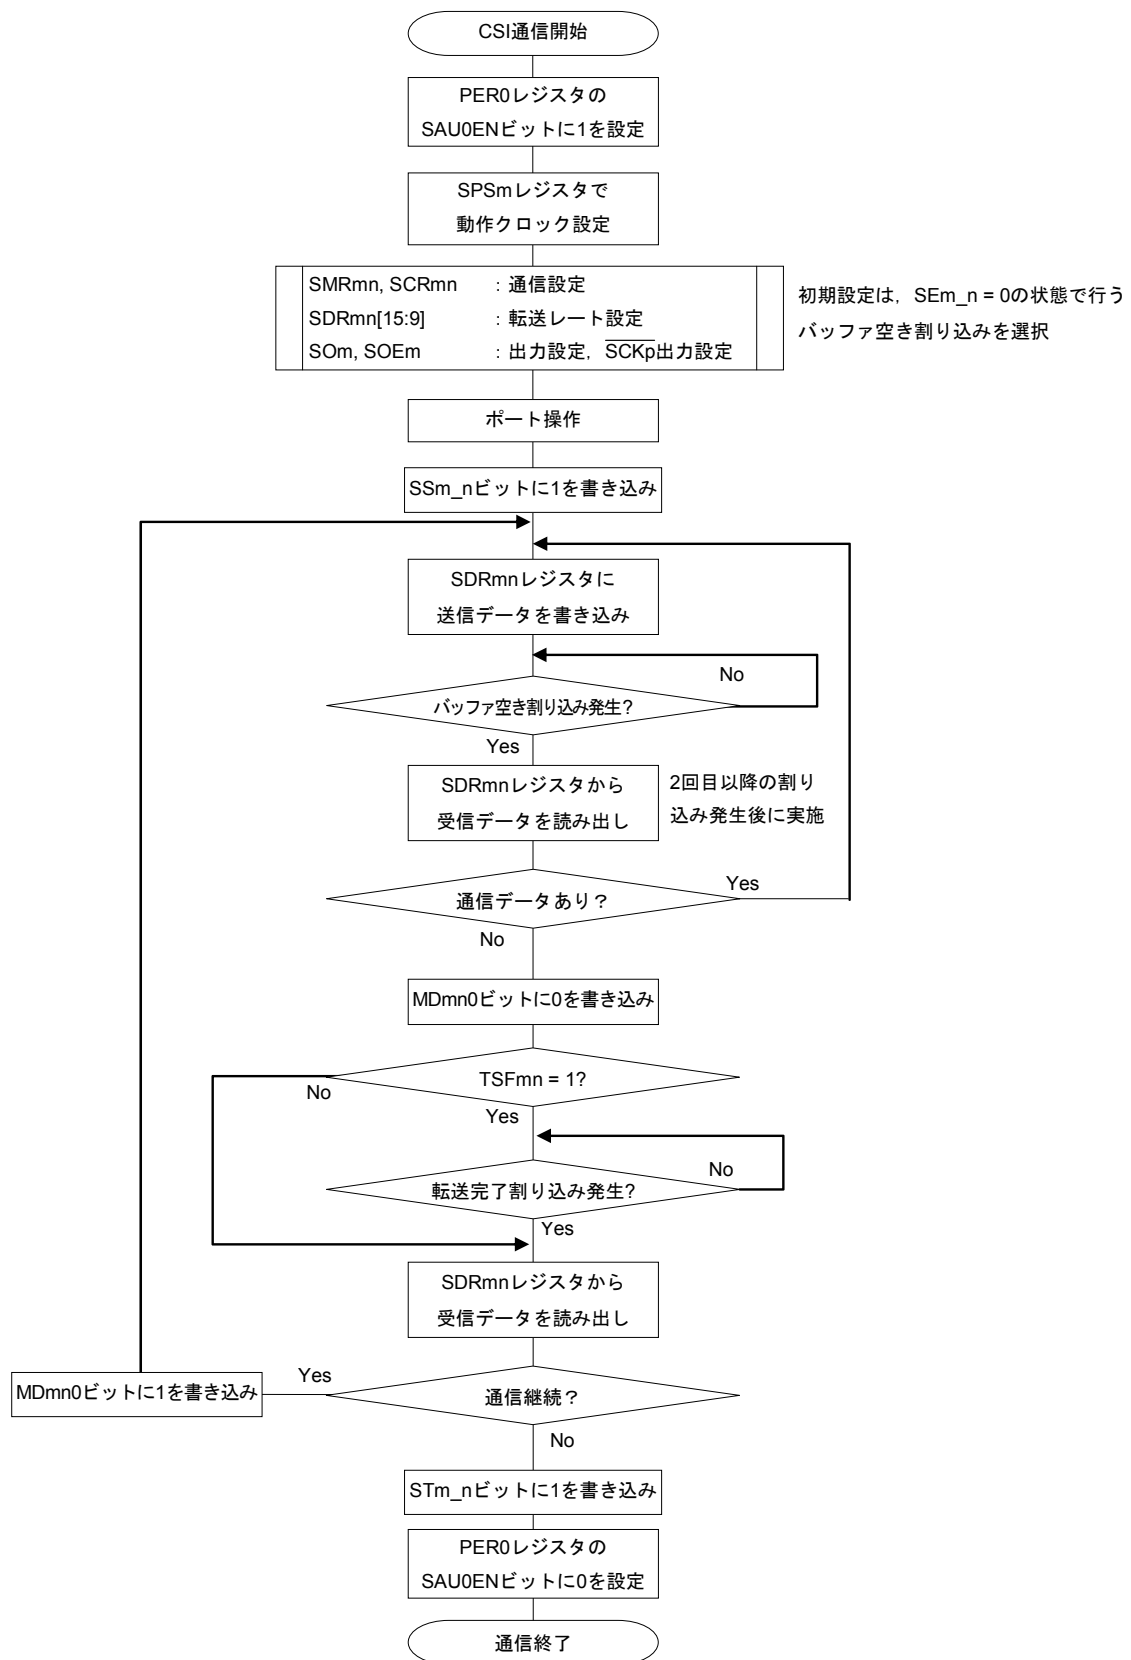 CSI通信開始
PER0レジスタの
SAU0ENビットに1を設定
SPSmレジスタで
動作クロック設定
SMRmn, SCRmn : 通信設定
SDRmn[15:9] : 転送レート設定
SOm, SOEm : 出力設定, SCKp出力設定
初期設定は, SEm_n = 0の状態で行う
バッファ空き割り込みを選択
ポート操作
SSm_nビットに1を書き込み
SDRmnレジスタに
送信データを書き込み
No
バッファ空き割り込み発生?
Yes
SDRmnレジスタから
受信データを読み出し
2回目以降の割り
込み発生後に実施
通信データあり?
Yes
No
MDmn0ビットに0を書き込み
TSFmn = 1?
No
Yes
転送完了割り込み発生?
No
Yes
SDRmnレジスタから
受信データを読み出し
MDmn0ビットに1を書き込み
Yes
通信継続?
No
STm_nビットに1を書き込み
PER0レジスタの
SAU0ENビットに0を設定
通信終了